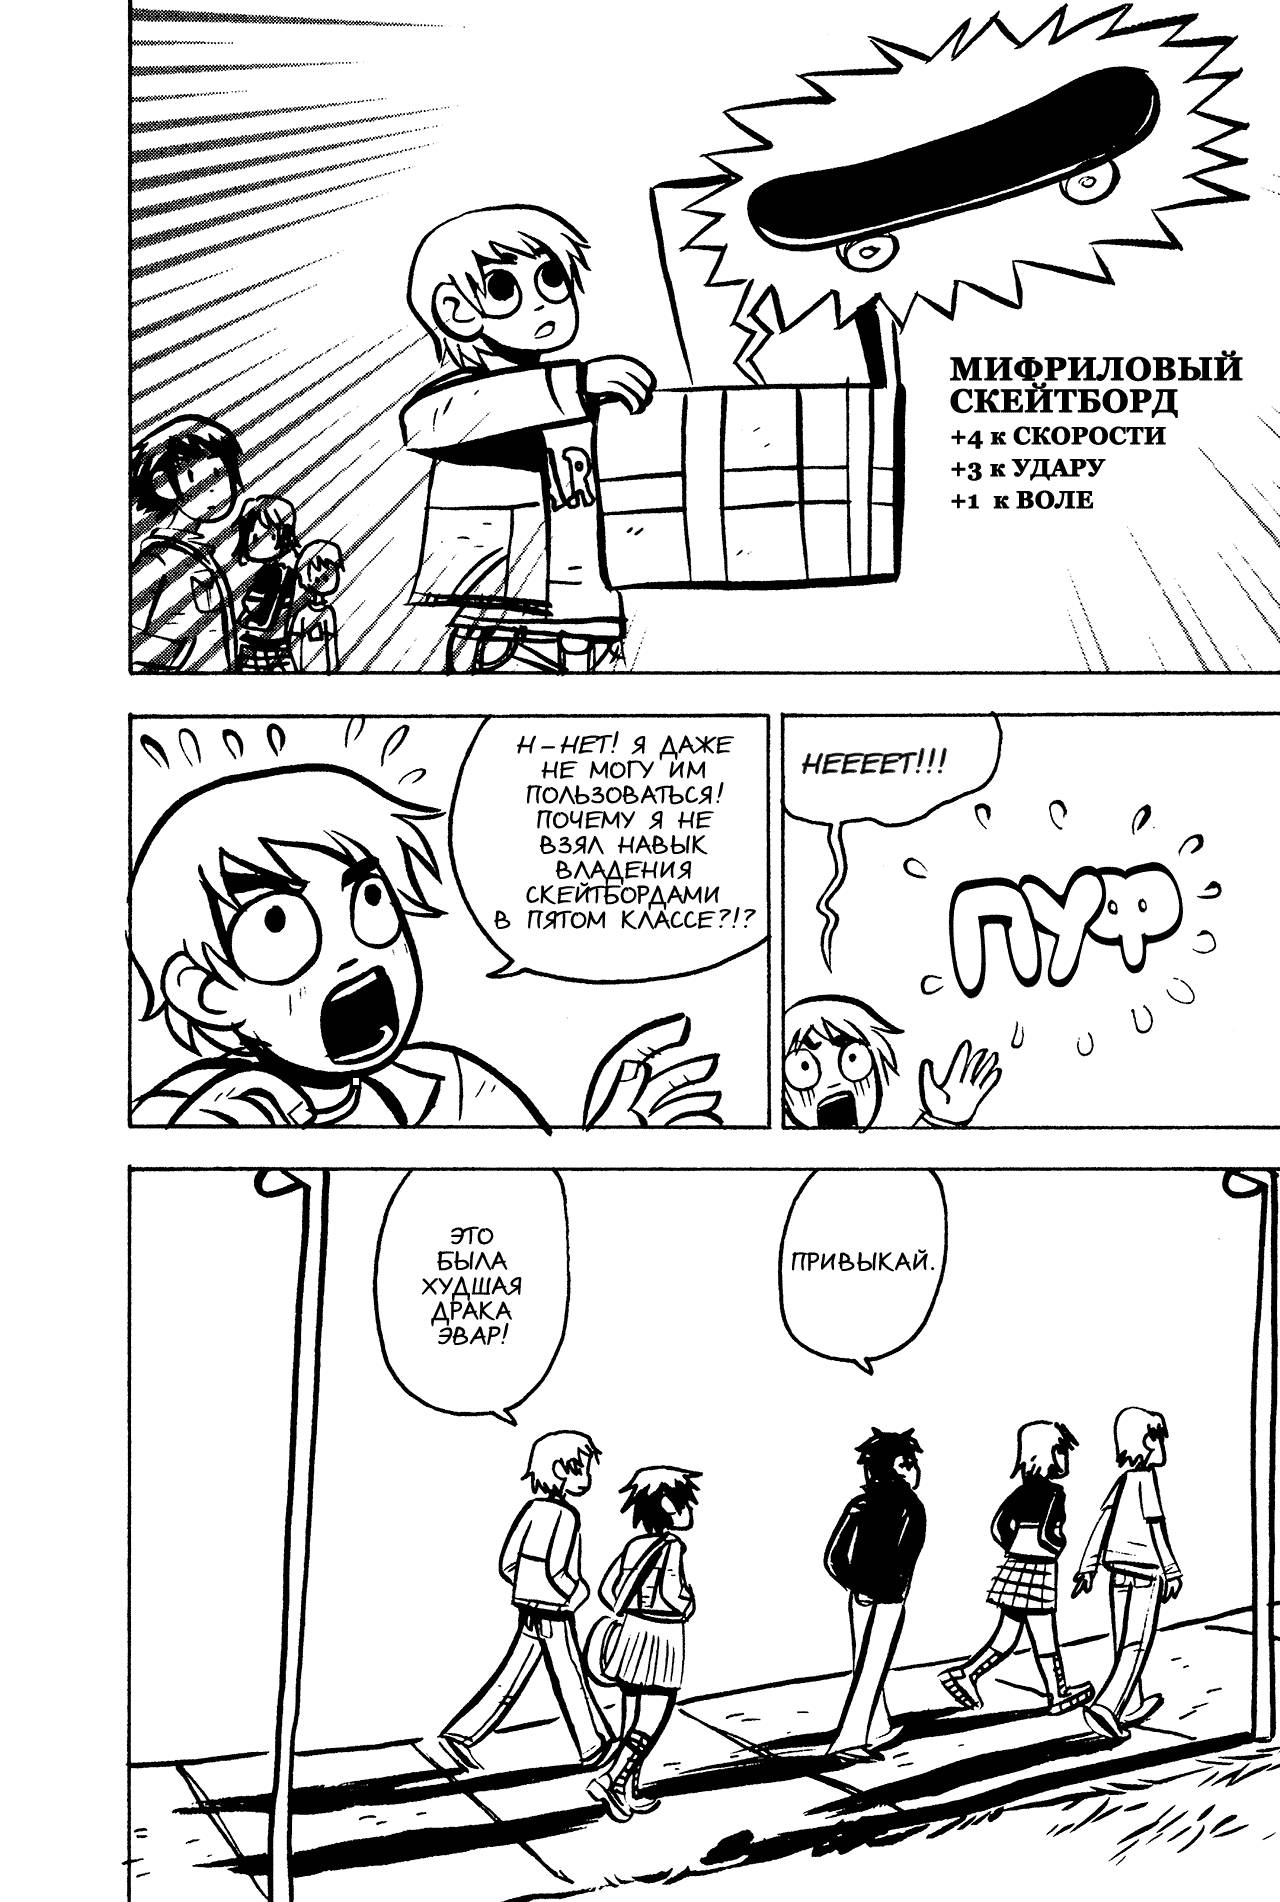 МИФРИЛОВЫЙ
СКЕЙТБОРД
+4 к СКОРОСТИ
+3 к УДАРУ
+1 к ВОЛЕ
Н-НЕТ! Я ДАЖЕ
НЕ МОГУ ИМ
ПОЛЬЗОВАТЬСЯ!
ПОЧЕМУ Я НЕ
ВЗЯЛ НАВЫК
ВЛАДЕНИЯ
СКЕЙТБОРДАМИ
В ПЯТОМ КЛАССЕ?!?
НЕЕЕЕТ!!!
ПУФ
ЭТО
БЫЛА
ХУДШАЯ
ДРАКА
ЭВАР!
ПРИВЫКАЙ.